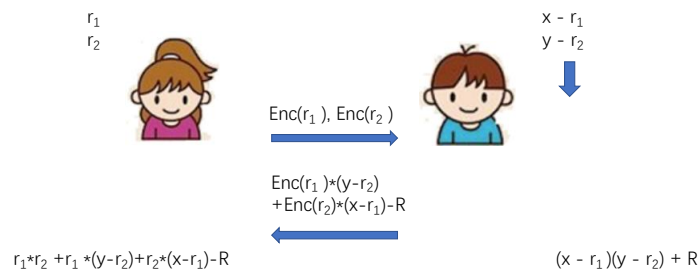 r₁
r₂
x - r₁
y - r₂
Enc(r₁ ), Enc(r₂ )
Enc(r₁ )*(y-r₂)
+Enc(r₂)*(x-r₁)-R
r₁*r₂ +r₁ *(y-r₂)+r₂*(x-r₁)-R
(x - r₁ )(y - r₂) + R